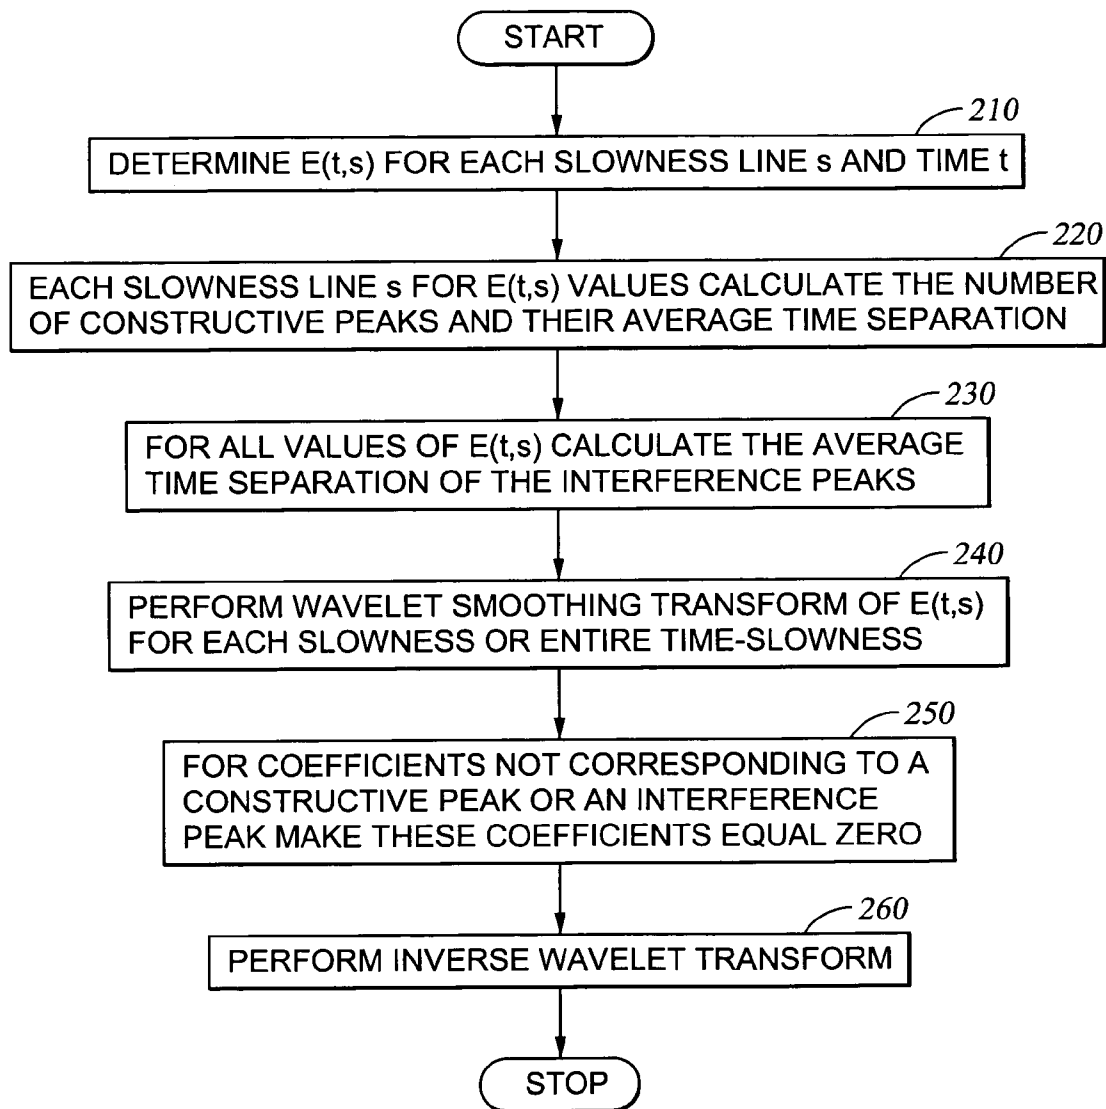 START
210
DETERMINE E(t,s) FOR EACH SLOWNESS LINE s AND TIME t
220
EACH SLOWNESS LINE s FOR E(t,s) VALUES CALCULATE THE NUMBER
OF CONSTRUCTIVE PEAKS AND THEIR AVERAGE TIME SEPARATION
230
FOR ALL VALUES OF E(t,s) CALCULATE THE AVERAGE
TIME SEPARATION OF THE INTERFERENCE PEAKS
240
PERFORM WAVELET SMOOTHING TRANSFORM OF E(t,s)
FOR EACH SLOWNESS OR ENTIRE TIME-SLOWNESS
250
FOR COEFFICIENTS NOT CORRESPONDING TO A
CONSTRUCTIVE PEAK OR AN INTERFERENCE
PEAK MAKE THESE COEFFICIENTS EQUAL ZERO
260
PERFORM INVERSE WAVELET TRANSFORM
STOP